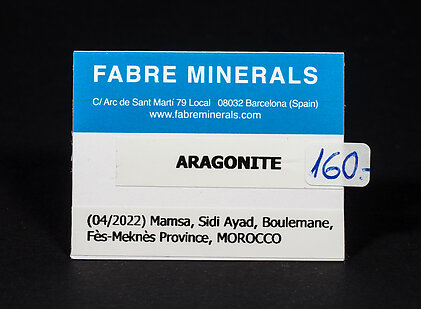 FABRE MINERALS
C/ Arc de Sant Martí 79 Local 08032 Barcelona (Spain)
www.fabreminerals.com
ARAGONITE
160.-
(04/2022) Mamsa, Sidi Ayad, Boulemane,
Fès-Meknès Province, MOROCCO